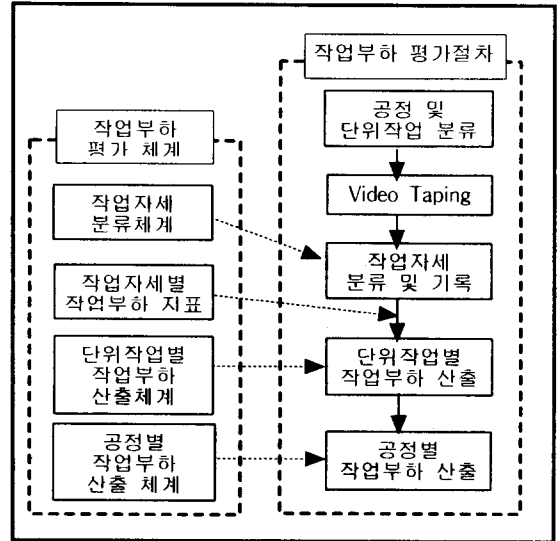 작업부하
평가 체계
작업자세
분류체계
작업자세별
작업부하 지표
단위작업별
작업부하
산출체계
공정별
작업부하
산출 체계
작업부하 평가절차
공정 및
단위작업 분류
Video Taping
작업자세
분류 및 기록
단위작업별
작업부하 산출
공정별
작업부하 산출